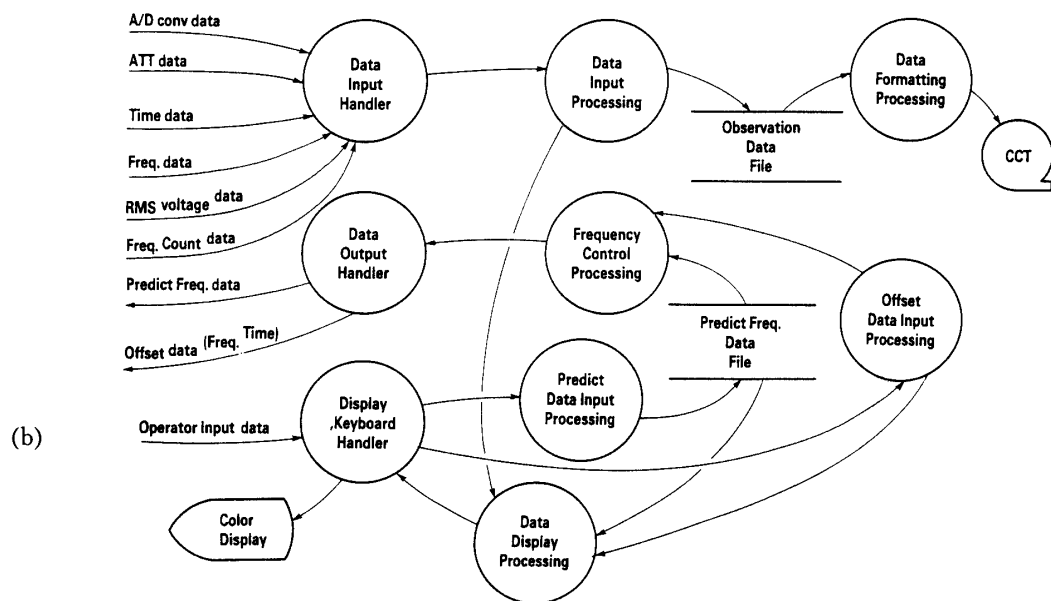 A/D conv data
ATT data
Time data
Freq. data
RMS voltage data
Freq. Count data
Predict Freq. data
Offset data (Freq. Time)
Data
Input
Handler
Data
Input
Processing
Observation
Data
File
Data
Formatting
Processing
CCT
Data
Output
Handler
Frequency
Control
Processing
Predict Freq.
Data
File
Offset
Data Input
Processing
(b)
Operator input data
Display
,Keyboard
Handler
Predict
Data Input
Processing
Color
Display
Data
Display
Processing